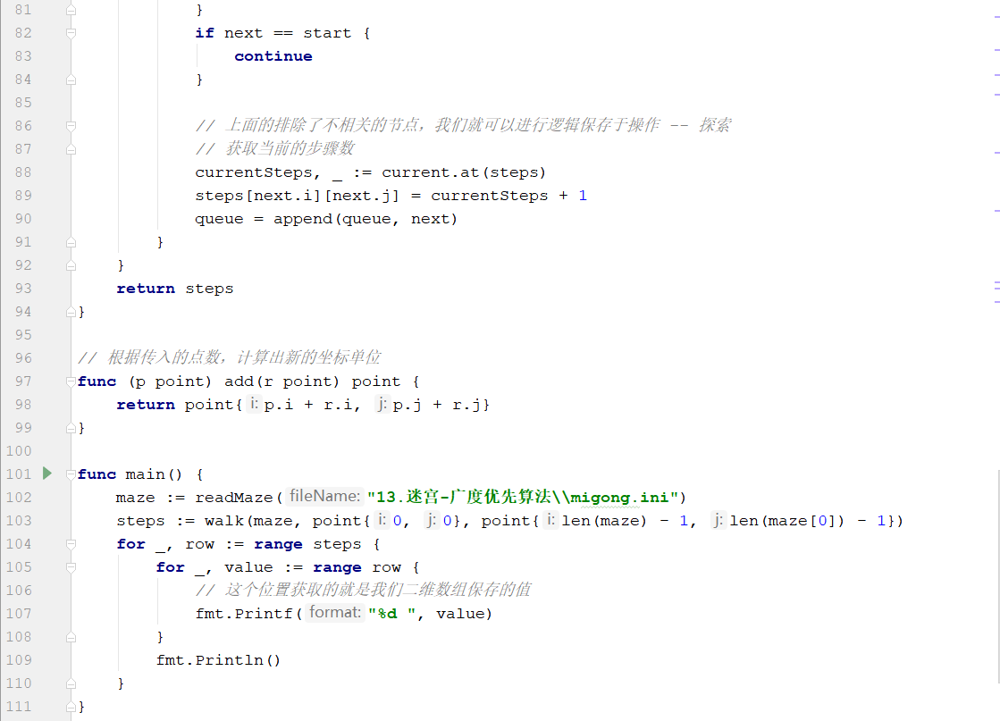 81 }
82 if next == start {
83 continue
84 }
85
86 // 上面的排除了不相关的节点，我们就可以进行逻辑保存于操作 -- 探索
87 // 获取当前的步骤数
88 currentSteps, _ := current.at(steps)
89 steps[next.i][next.j] = currentSteps + 1
90 queue = append(queue, next)
91 }
92 }
93 return steps
94 }
95
96 // 根据传入的点数，计算出新的坐标单位
97 func (p point) add(r point) point {
98 return point{ i: p.i + r.i, j: p.j + r.j}
99 }
100
101 func main() {
102 maze := readMaze( fileName: "13.迷宫-广度优先算法\\migong.ini")
103 steps := walk(maze, point{ i: 0, j: 0}, point{ i: len(maze) - 1, j: len(maze[0]) - 1})
104 for _, row := range steps {
105 for _, value := range row {
106 // 这个位置获取的就是我们二维数组保存的值
107 fmt.Printf( format: "%d ", value)
108 }
109 fmt.Println()
110 }
111 }